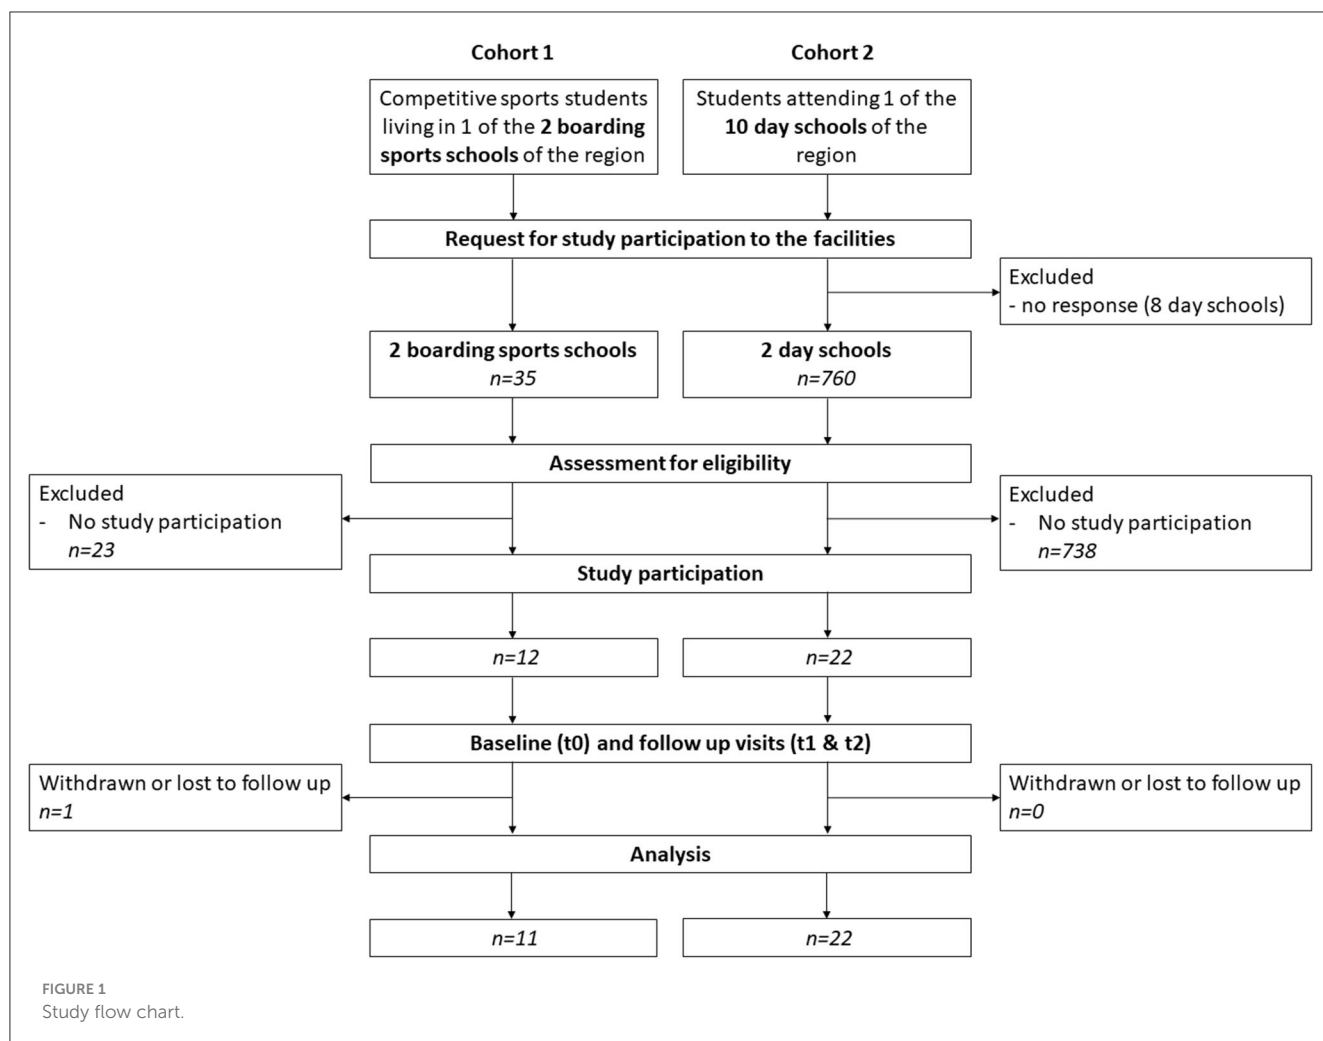 Cohort 1
Cohort 2
Competitive sports students
living in 1 of the 2 boarding
sports schools of the region
Students attending 1 of the
10 day schools of the
region
Request for study participation to the facilities
Excluded
- no response (8 day schools)
2 boarding sports schools
n=35
2 day schools
n=760
Assessment for eligibility
Excluded
- No study participation
n=23
Excluded
- No study participation
n=738
Study participation
n=12
n=22
Baseline (t0) and follow up visits (t1 & t2)
Withdrawn or lost to follow up
n=1
Withdrawn or lost to follow up
n=0
Analysis
n=11
n=22
FIGURE 1
Study flow chart.